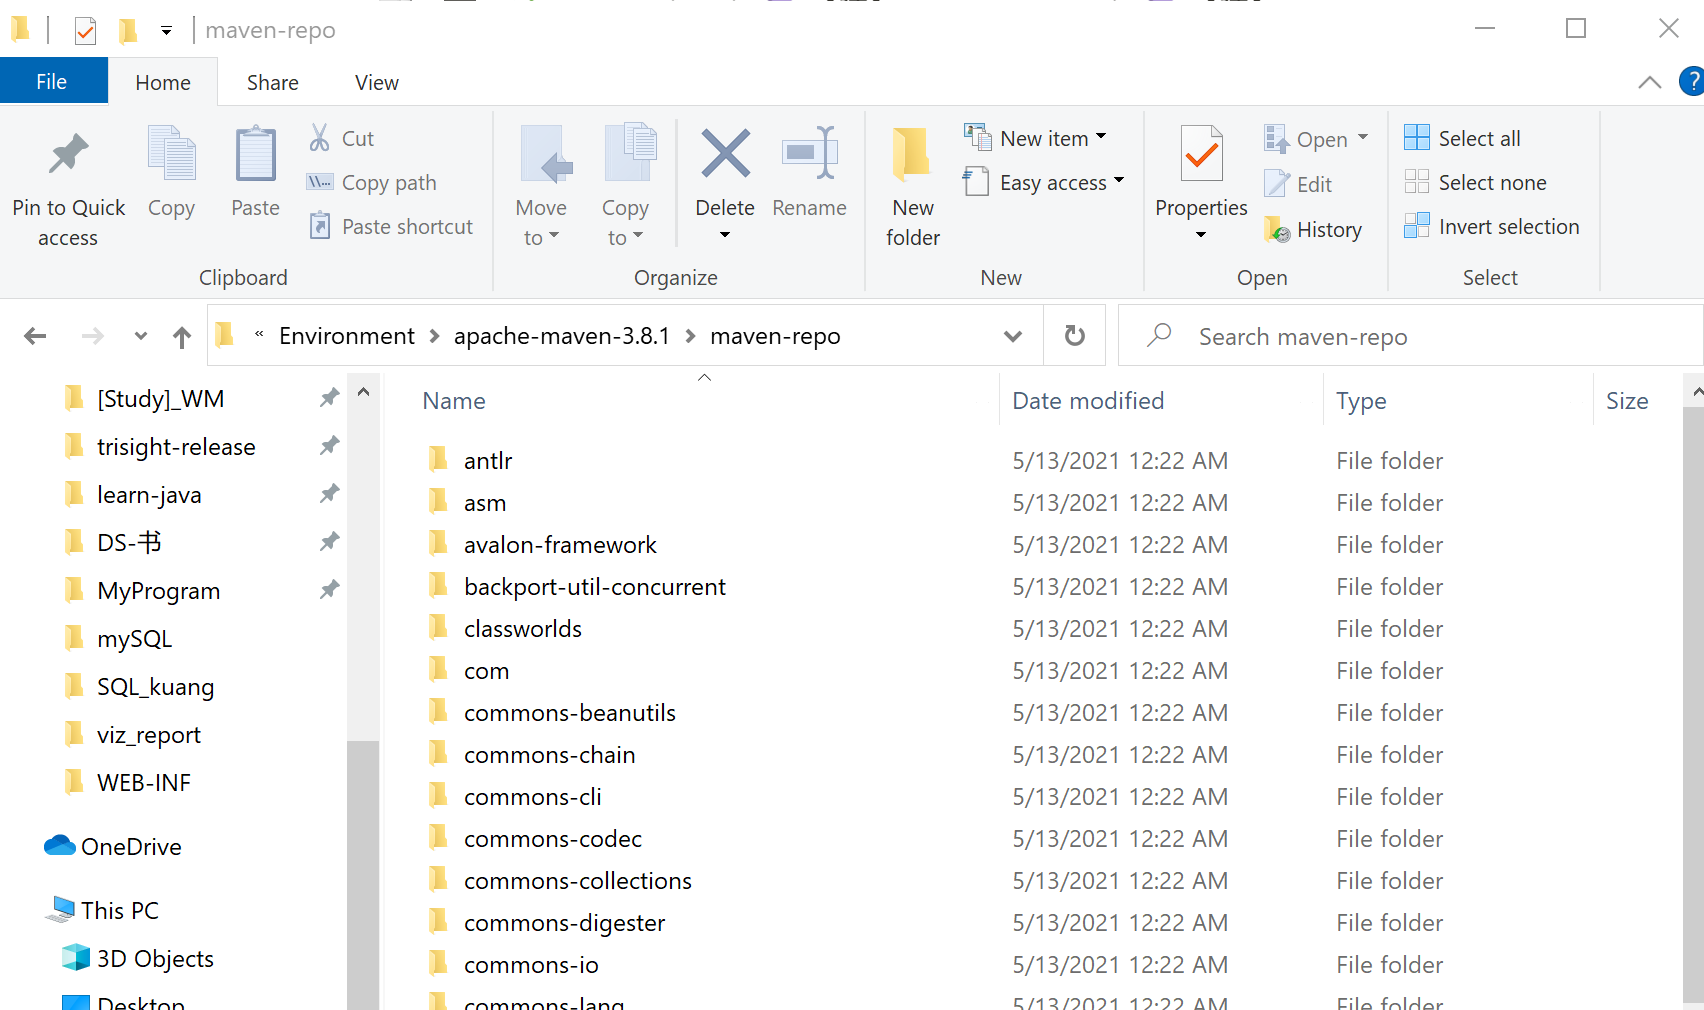 maven-repo
File Home Share View
Pin to Quick access
Copy
Paste
Cut
Copy path
Paste shortcut
Clipboard
Move to
Copy to
Delete
Rename
Organize
New folder
New item
Easy access
New
Properties
Open
Edit
History
Open
Select all
Select none
Invert selection
Select
« Environment > apache-maven-3.8.1 > maven-repo
Search maven-repo
[Study]_WM
trisight-release
learn-java
DS-书
MyProgram
mySQL
SQL_kuang
viz_report
WEB-INF
OneDrive
This PC
3D Objects
Desktop
Name Date modified Type Size
antlr 5/13/2021 12:22 AM File folder
asm 5/13/2021 12:22 AM File folder
avalon-framework 5/13/2021 12:22 AM File folder
backport-util-concurrent 5/13/2021 12:22 AM File folder
classworlds 5/13/2021 12:22 AM File folder
com 5/13/2021 12:22 AM File folder
commons-beanutils 5/13/2021 12:22 AM File folder
commons-chain 5/13/2021 12:22 AM File folder
commons-cli 5/13/2021 12:22 AM File folder
commons-codec 5/13/2021 12:22 AM File folder
commons-collections 5/13/2021 12:22 AM File folder
commons-digester 5/13/2021 12:22 AM File folder
commons-io 5/13/2021 12:22 AM File folder
commons-lang 5/13/2021 12:22 AM File folder